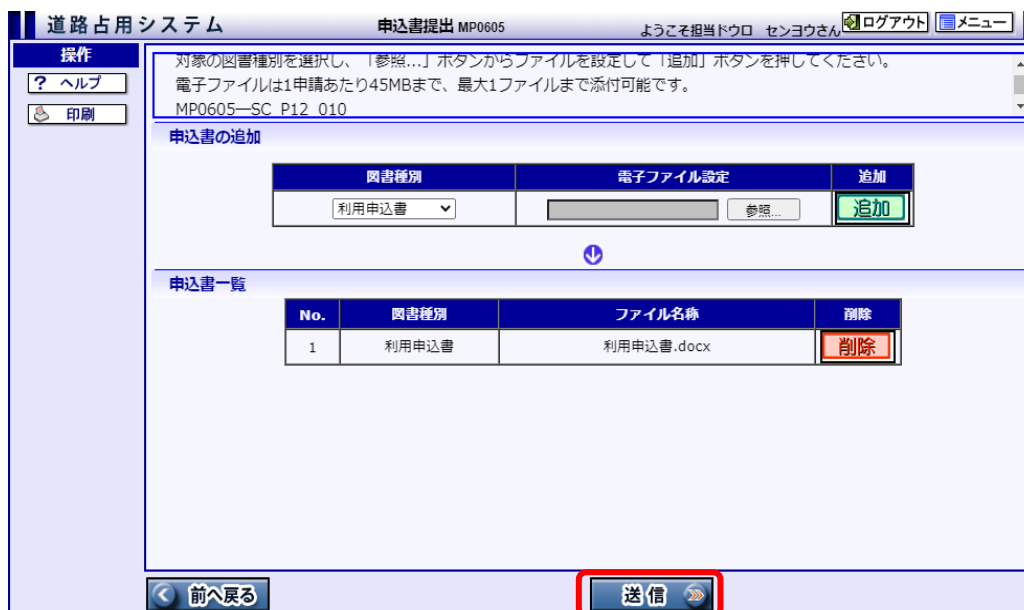 道路占用システム 申込書提出 MP0605 ようこそ担当ドウロ センヨウさん ログアウト メニュー
操作
? ヘルプ
印刷
対象の図書種別を選択し、「参照...」ボタンからファイルを設定して「追加」ボタンを押してください。
電子ファイルは1申請あたり45MBまで、最大1ファイルまで添付可能です。
MP0605―SC_P12_010
申込書の追加
図書種別 電子ファイル設定 追加
利用申込書 参照... 追加
申込書一覧
No. 図書種別 ファイル名称 削除
1 利用申込書 利用申込書.docx 削除
前へ戻る 送信